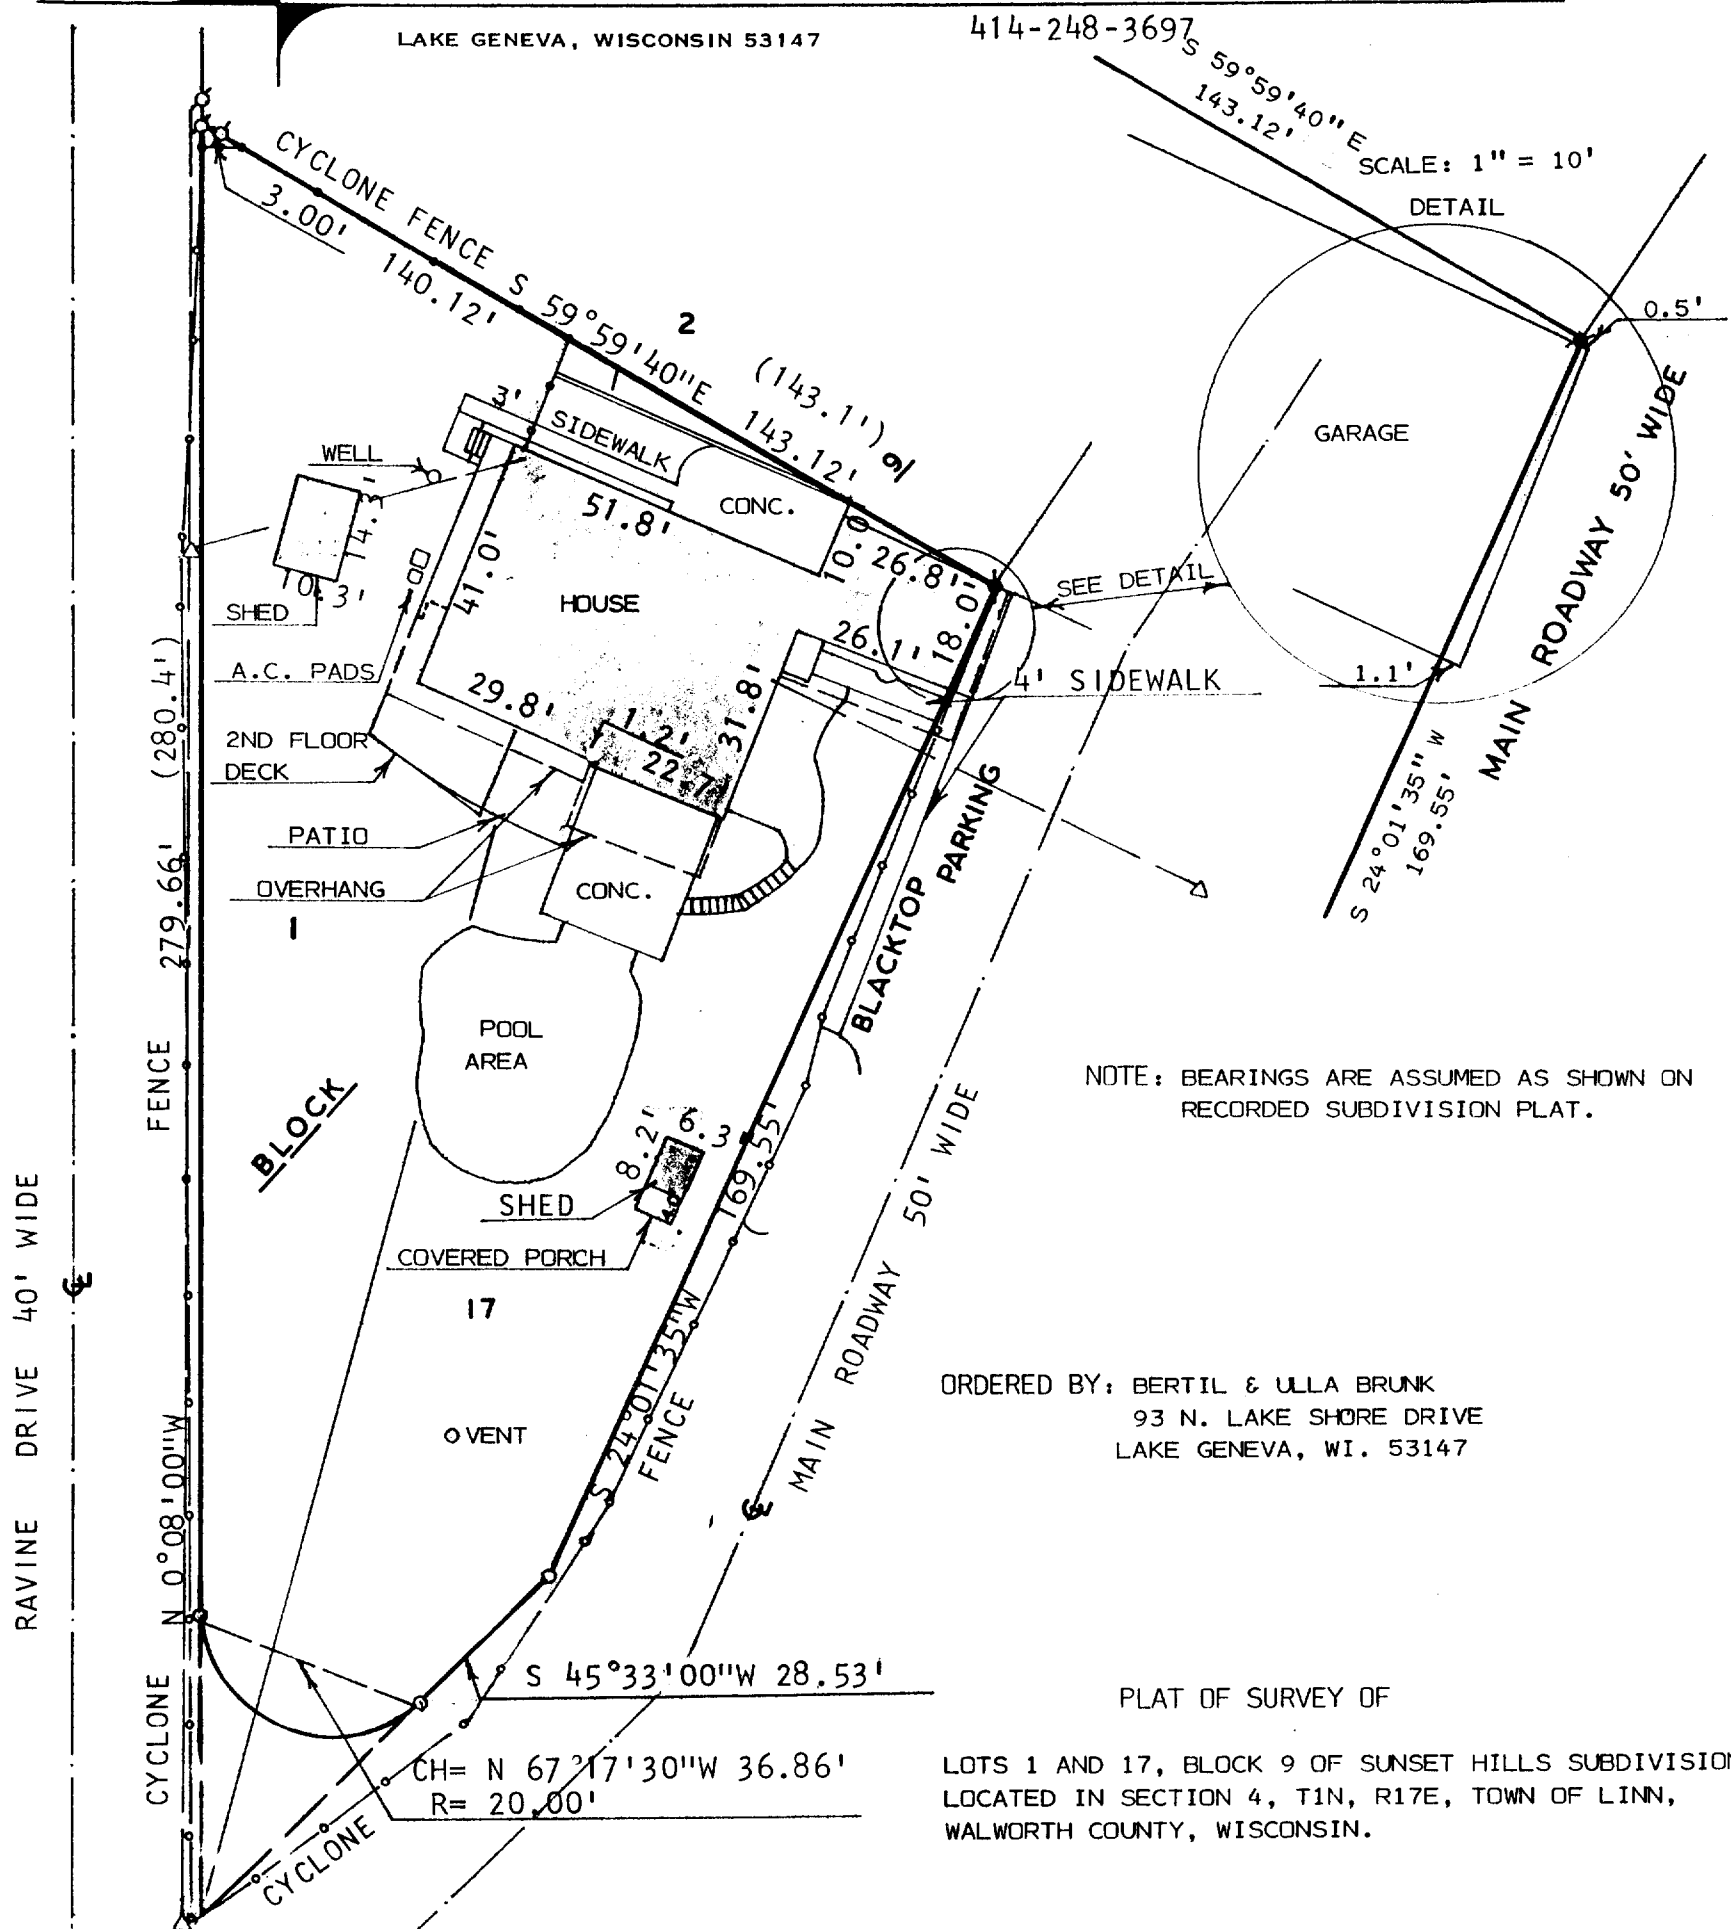 LAKE GENEVA, WISCONSIN 53147
414-248-3697
S 59°59'40" E
143.12'
SCALE: 1" = 10'
DETAIL
0.5'
GARAGE
1.1'
S 24°01'35" W
169.55'
MAIN ROADWAY 50' WIDE
CYCLONE FENCE S 59°59'40"E
3.00'
140.12'
2
(143.1')
143.12'
9
3'
SIDEWALK
WELL
CONC.
51.8'
14.3'
10.3'
10.0
26.8'
SEE DETAIL
41.0'
HOUSE
18.0'
SHED
26.1'
4' SIDEWALK
A.C. PADS
29.8'
31.8'
1.2'
22.7
2ND FLOOR
DECK
PATIO
OVERHANG
CONC.
1
BLACKTOP PARKING
CYCLONE FENCE
N 0°08'00"W
279.66' (280.4')
POOL
AREA
BLOCK
NOTE: BEARINGS ARE ASSUMED AS SHOWN ON
RECORDED SUBDIVISION PLAT.
8.2'
6.3
SHED
COVERED PORCH
17
S 24°01'35"W
169.55'
FENCE
MAIN ROADWAY 50' WIDE
RAVINE DRIVE 40' WIDE
VENT
ORDERED BY: BERTIL & ULLA BRUNK
93 N. LAKE SHORE DRIVE
LAKE GENEVA, WI. 53147
S 45°33'00"W 28.53'
CH= N 67°17'30"W 36.86'
R= 20.00'
CYCLONE
PLAT OF SURVEY OF
LOTS 1 AND 17, BLOCK 9 OF SUNSET HILLS SUBDIVISION
LOCATED IN SECTION 4, T1N, R17E, TOWN OF LINN,
WALWORTH COUNTY, WISCONSIN.